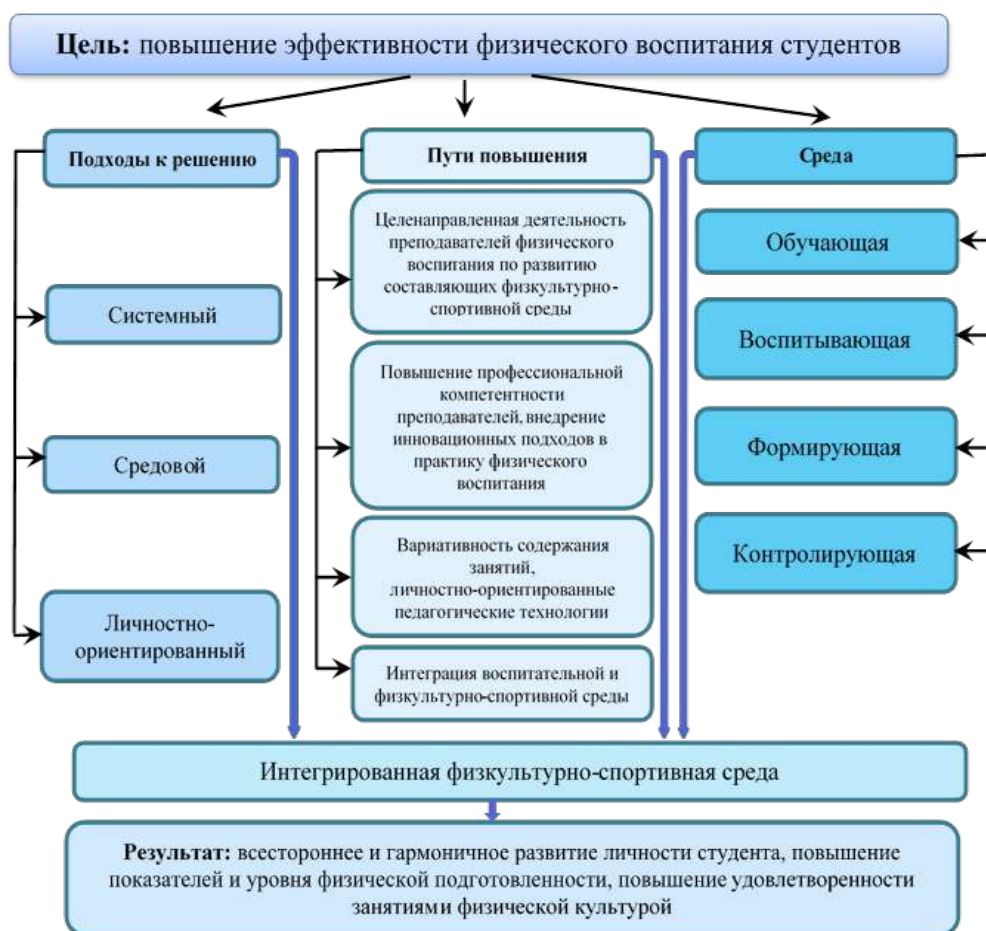 Цель: повышение эффективности физического воспитания студентов
Подходы к решению
Системный
Средовой
Личностно-
ориентированный
Пути повышения
Целенаправленная деятельность
преподавателей физического
воспитания по развитию
составляющих физкультурно-
спортивной среды
Повышение профессиональной
компетентности
преподавателей, внедрение
инновационных подходов в
практику физического
воспитания
Вариативность содержания
занятий,
личностно-ориентированные
педагогические технологии
Интеграция воспитательной и
физкультурно-спортивной среды
Среда
Обучающая
Воспитывающая
Формирующая
Контролирующая
Интегрированная физкультурно-спортивная среда
Результат: всестороннее и гармоничное развитие личности студента, повышение
показателей и уровня физической подготовленности, повышение удовлетворенности
занятиями физической культурой